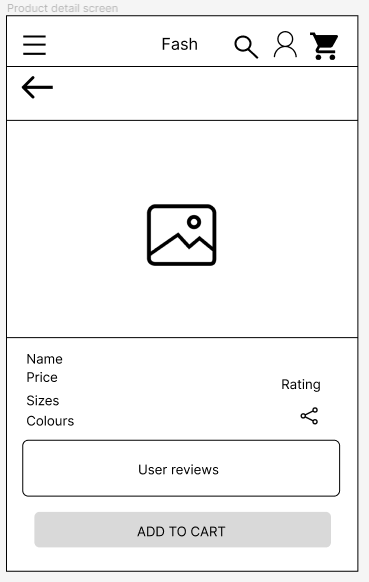 Product detail screen
Fash
Name
Price
Rating
Sizes
Colours
User reviews
ADD TO CART